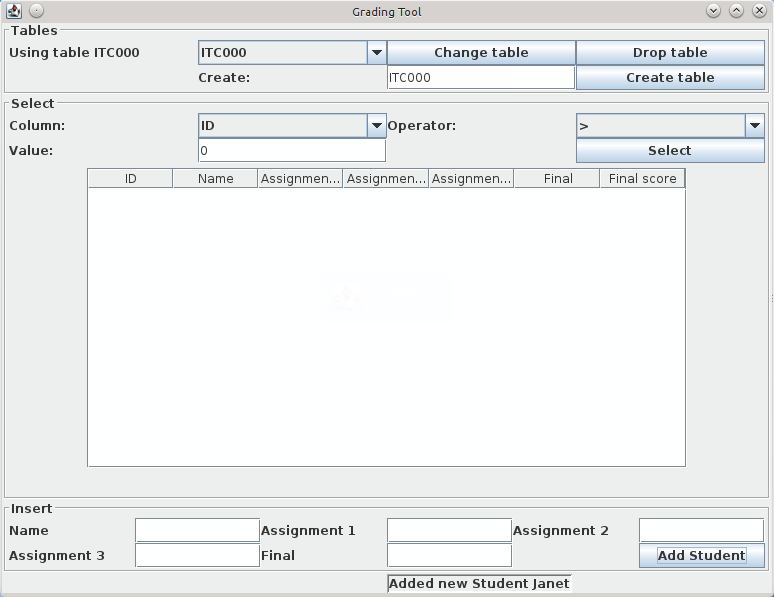 Grading Tool
Tables
Using table ITC000 ITC000 Change table Drop table
Create: ITC000 Create table
Select
Column: ID Operator: >
Value: 0 Select
ID Name Assignmen... Assignmen... Assignmen... Final Final score
Insert
Name Assignment 1 Assignment 2
Assignment 3 Final Add Student
Added new Student Janet